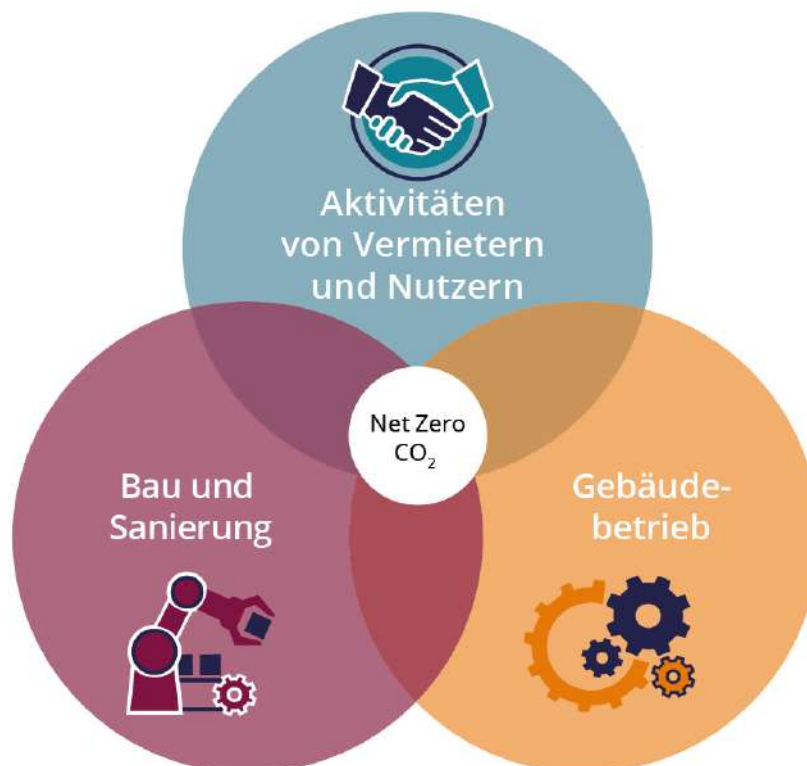 Aktivitäten
von Vermietern
und Nutzern
Net Zero
CO₂
Bau und
Sanierung
Gebäude-
betrieb